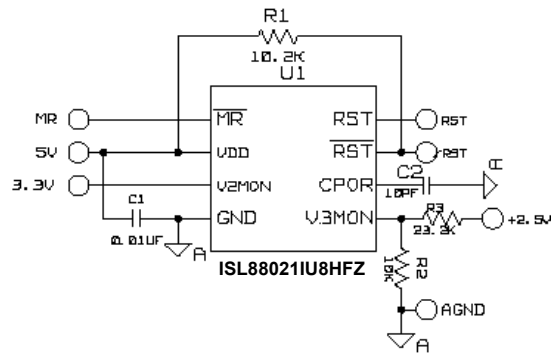 R1
10.2K
U1
MR
MR
RST
RST
5V
VDD
RST
RST
C2
10PF
3.3V
V2MON
CPOR
A
C1
0.01UF
GND
V3MON
R3
23.2K
+2.5V
A
ISL88021IU8HFZ
R2
10K
AGND
A